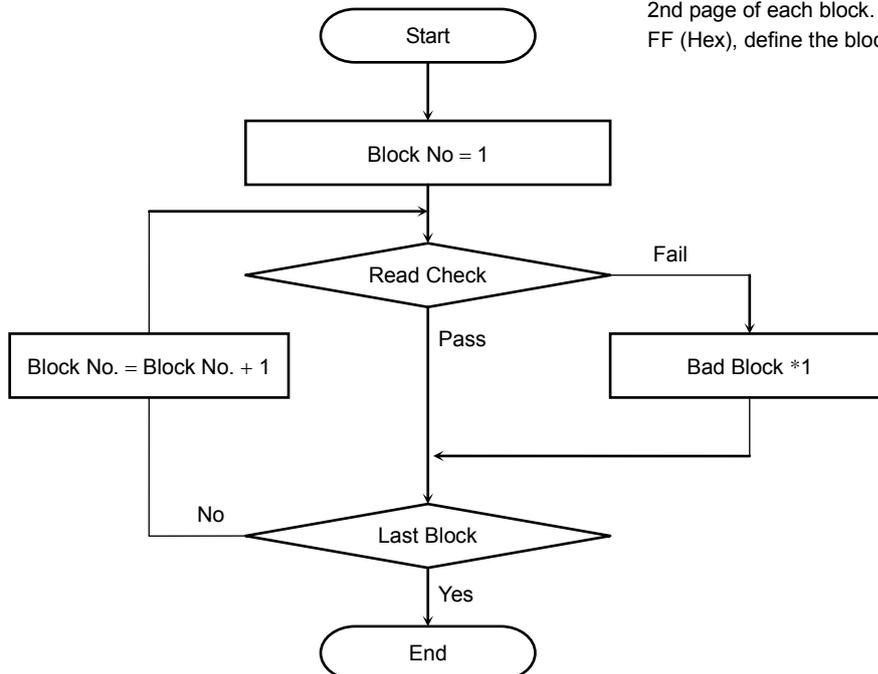 2nd page of each block.
FF (Hex), define the
Start
Block No = 1
Read Check
Fail
Pass
Block No. = Block No. + 1
Bad Block *1
No
Last Block
Yes
End